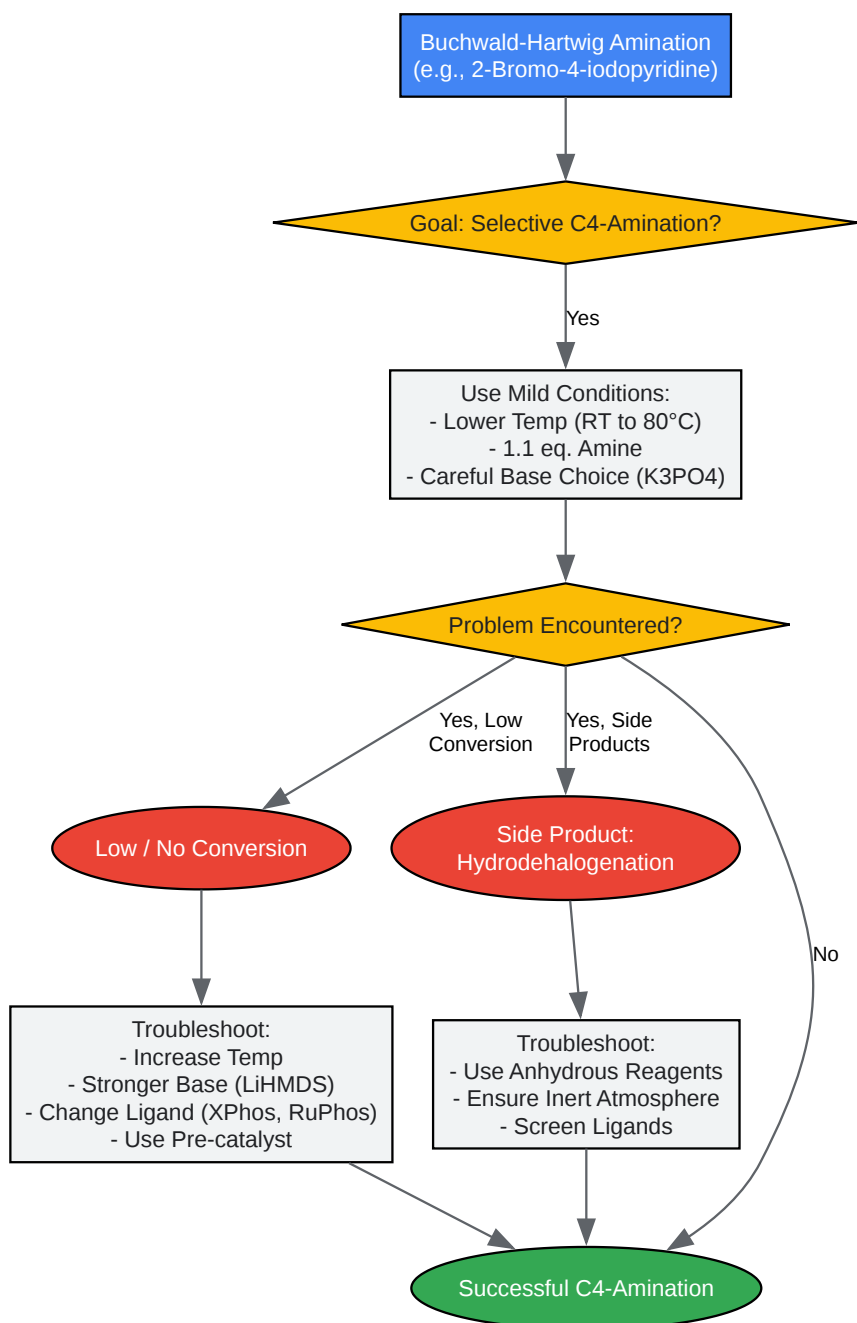 Buchwald-Hartwig Amination
(e.g., 2-Bromo-4-iodopyridine)
Goal: Selective C4-Amination?
Yes
Use Mild Conditions:
- Lower Temp (RT to 80°C)
- 1.1 eq. Amine
- Careful Base Choice (K3PO4)
Problem Encountered?
Yes, Low
Conversion
Yes, Side
Products
Low / No Conversion
Side Product:
Hydrodehalogenation
No
Troubleshoot:
- Increase Temp
- Stronger Base (LiHMDS)
- Change Ligand (XPhos, RuPhos)
- Use Pre-catalyst
Troubleshoot:
- Use Anhydrous Reagents
- Ensure Inert Atmosphere
- Screen Ligands
Successful C4-Amination